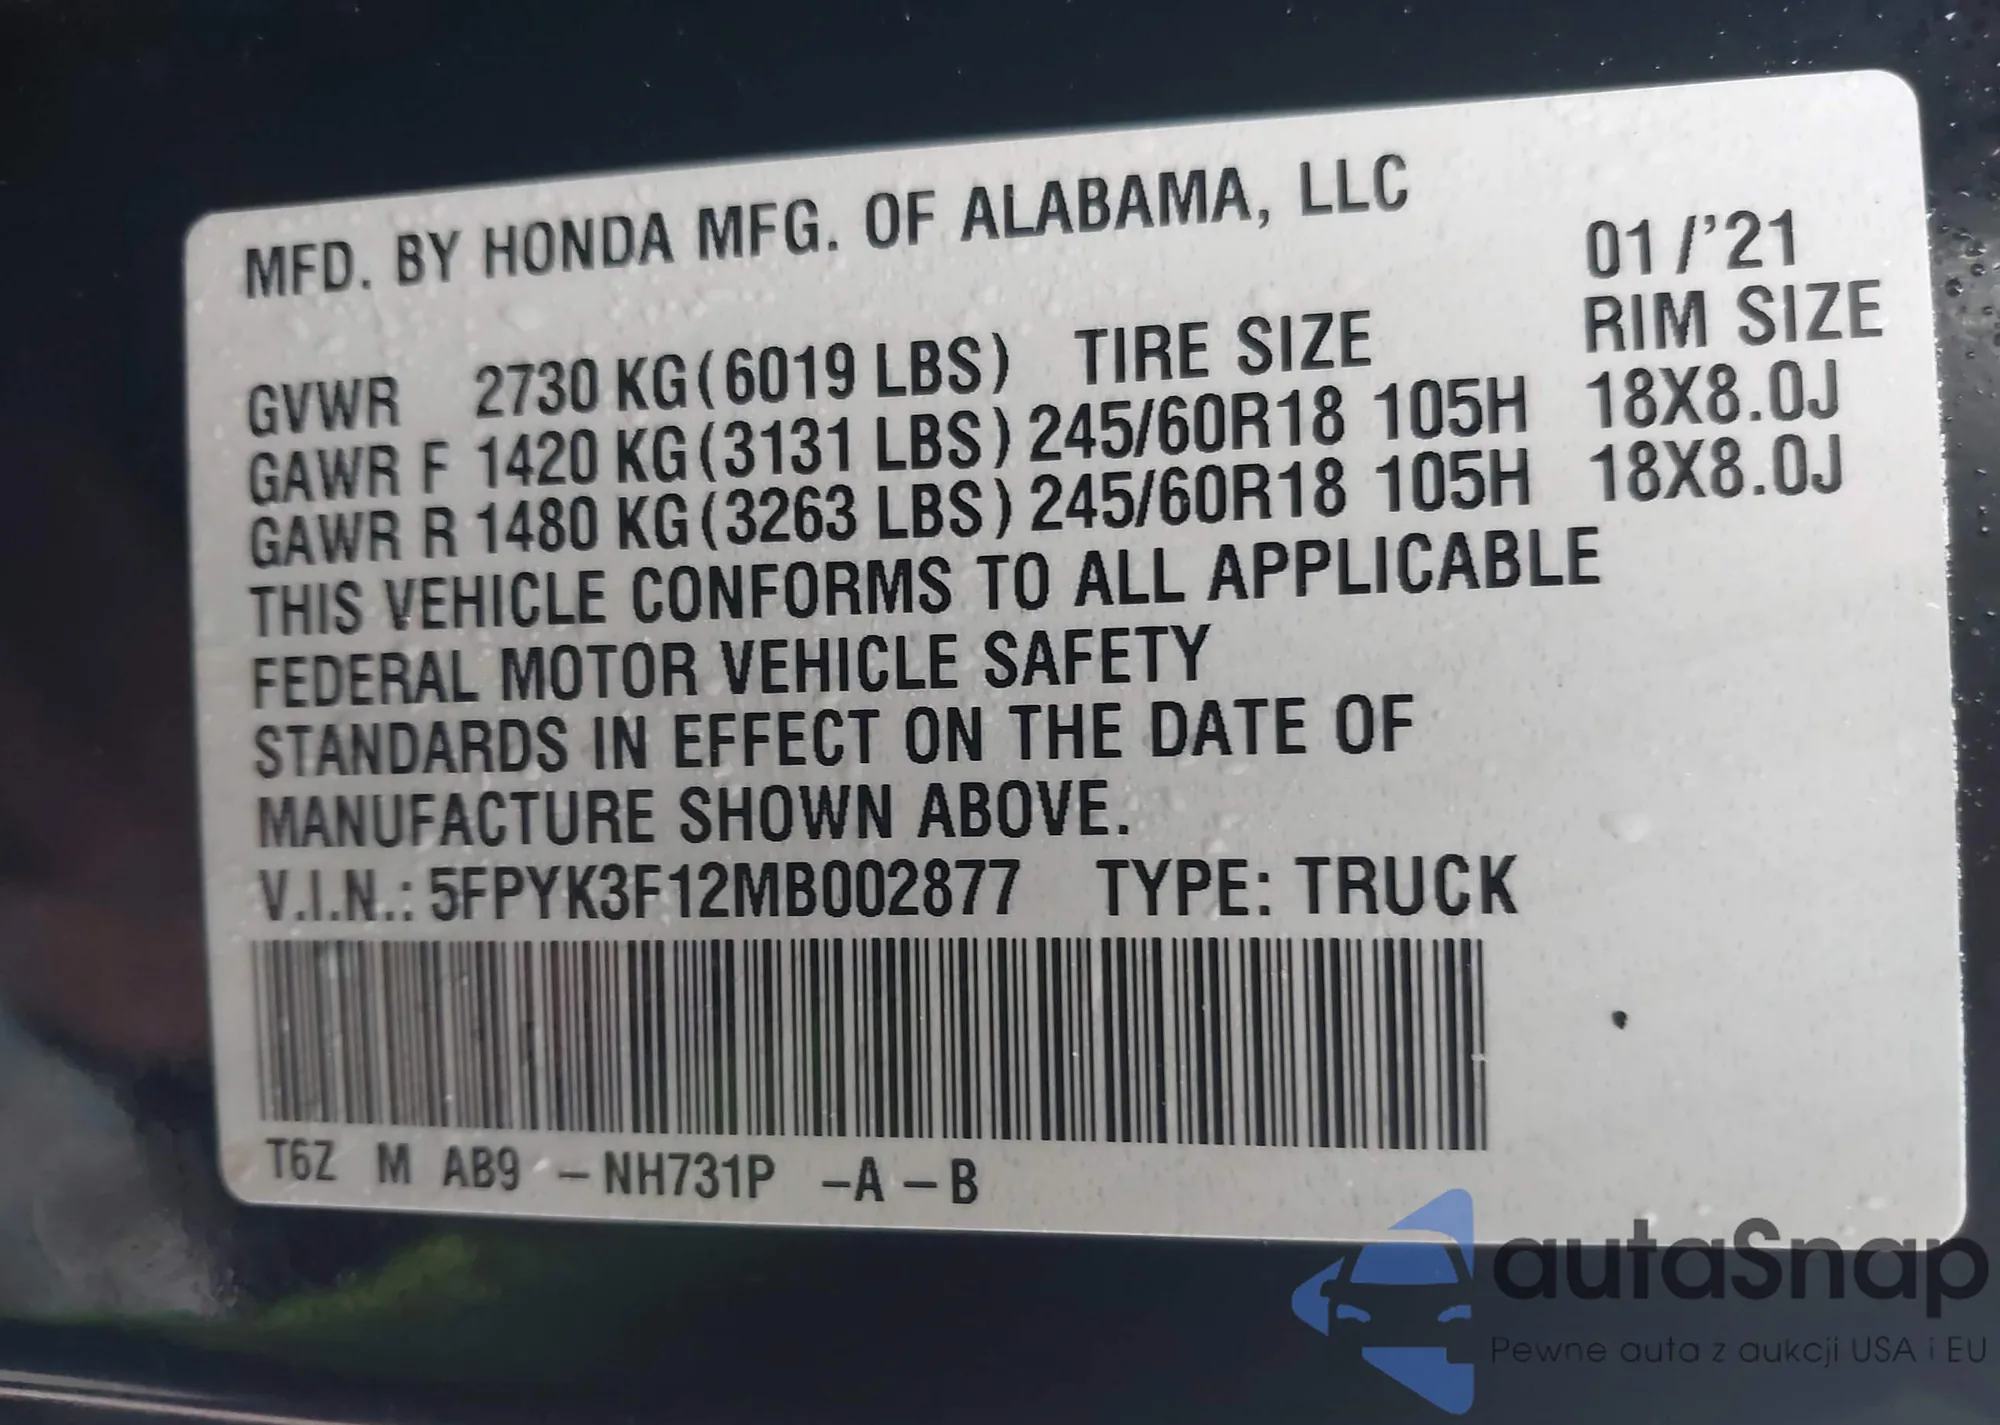 MFD. BY HONDA MFG. OF ALABAMA, LLC
01/'21
GVWR 2730 KG(6019 LBS) TIRE SIZE RIM SIZE
GAWR F 1420 KG(3131 LBS) 245/60R18 105H 18X8.0J
GAWR R 1480 KG(3263 LBS) 245/60R18 105H 18X8.0J
THIS VEHICLE CONFORMS TO ALL APPLICABLE
FEDERAL MOTOR VEHICLE SAFETY
STANDARDS IN EFFECT ON THE DATE OF
MANUFACTURE SHOWN ABOVE.
V.I.N.: 5FPYK3F12MB002877 TYPE: TRUCK
T6Z M AB9 -NH731P -A -B
autaSnap
Pewne auta z aukcji USA i EU